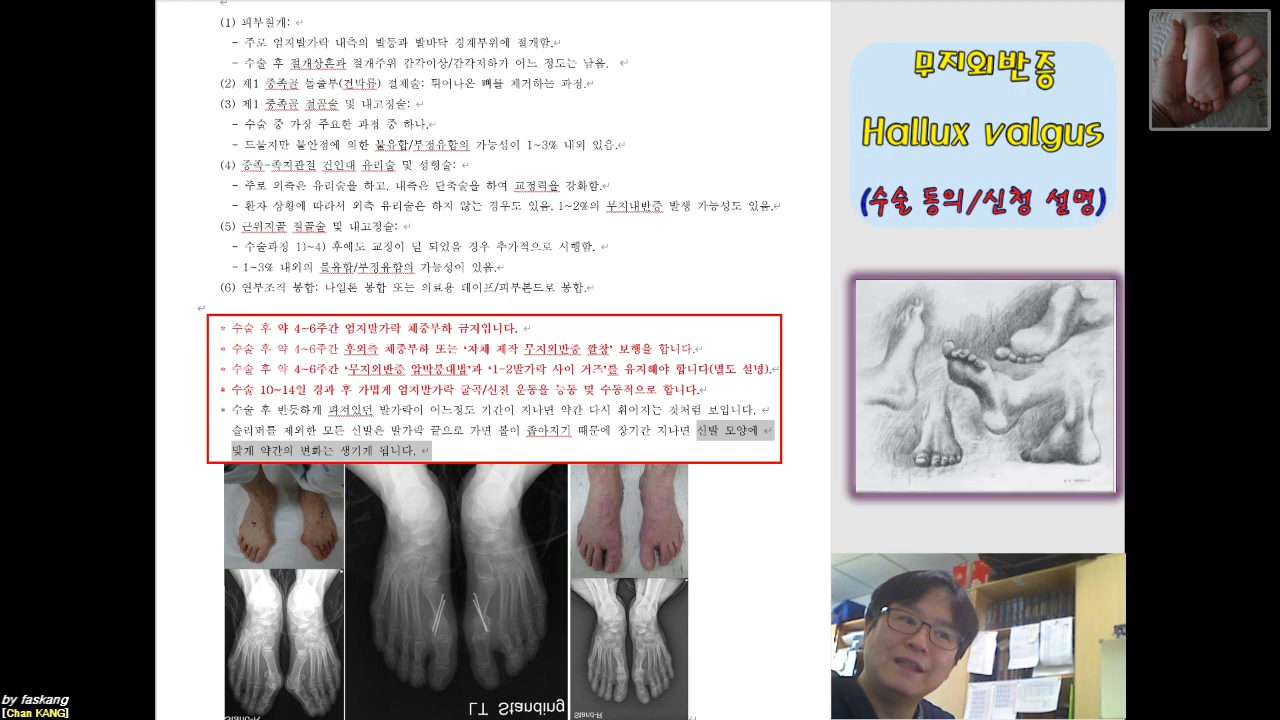 (1) 피부절개:
- 주로 엄지발가락 내측의 발등과 발바닥 경계부위에 절개함.
- 수술 후 절개상흔과 절개주위 감각이상/감각저하가 어느 정도는 남음.
(2) 제1 중족골 돌출부(건막류) 절제술: 튀어나온 뼈를 제거하는 과정.
(3) 제1 중족골 절골술 및 내고정술:
- 수술 중 가장 주요한 과정 중 하나.
- 드물지만 불안정에 의한 불유합/부정유합의 가능성이 1~3% 내외 있음.
(4) 중족-족지관절 건인대 유리술 및 성형술:
- 주로 외측은 유리술을 하고, 내측은 단축술을 하여 교정력을 강화함.
- 환자 상황에 따라서 외측 유리술은 하지 않는 경우도 있음. 1~2%의 무지내반증 발생 가능성도 있음.
(5) 근위지골 절골술 및 내고정술:
- 수술과정 1)~4) 후에도 교정이 덜 되었을 경우 추가적으로 시행함.
- 1~3% 내외의 불유합/부정유합의 가능성이 있음.
(6) 연부조직 봉합: 나일론 봉합 또는 의료용 테이프/피부본드로 봉합.
* 수술 후 약 4~6주간 엄지발가락 체중부하 금지입니다.
* 수술 후 약 4~6주간 후외측 체중부하 또는 '자체 제작 무지외반증 깔창' 보행을 합니다.
* 수술 후 약 4~6주간 '무지외반증 압박붕대법'과 '1-2발가락 사이 거즈'를 유지해야 합니다(별도 설명).
* 수술 10~14일 경과 후 가볍게 엄지발가락 굴곡/신전 운동을 능동 및 수동적으로 합니다.
* 수술 후 반듯하게 펴져있던 발가락이 어느정도 기간이 지나면 약간 다시 휘어지는 것처럼 보입니다.
슬리퍼를 제외한 모든 신발은 발가락 끝으로 가면 볼이 좁아지기 때문에 장기간 지나면 신발 모양에
맞게 약간의 변화는 생기게 됩니다.
LT Standing
Stand-R
Stand-R
무지외반증
Hallux valgus
(수술 동의/신청 설명)
by faskang
[Chan KANG]